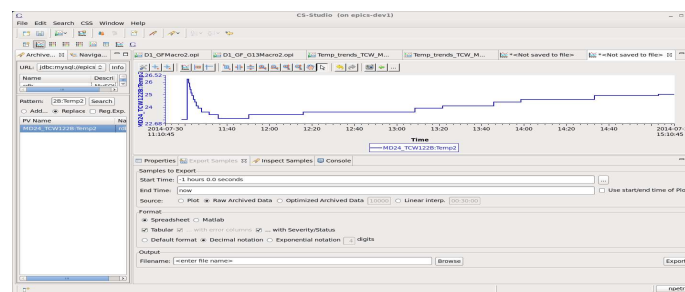 CS-Studio (on epics-dev1)
File Edit Search CSS Window Help
Archive... Naviga...
D1_GFMacro2.opi D1_GF_G13Macro2.opi Temp_trends_TCW_M... Temp_trends_TCW_M... *<Not saved to file> *<Not saved to file>
URL: jdbc:mysql://epics Info
Name Descri
Pattern: 2B:Temp2 Search
Add... Replace Reg.Exp.
PV Name Na
MD24_TCW122B:Temp2
MD24_TCW122B:Temp2
26.52
26
25
24
22.68
2014-07-30
11:10:45
11:40 12:00 12:20 12:40 13:00 13:20 13:40 14:00 14:20 14:40
2014-07-
15:10:45
Time
MD24_TCW122B:Temp2
Properties Export Samples Inspect Samples Console
Samples to Export
Start Time: -1 hours 0.0 seconds ...
End Time: now Use start/end time of Plo
Source: Plot Raw Archived Data Optimized Archived Data 10000 Linear interp. 00:30:00
Format
Spreadsheet Matlab
Tabular ... with error columns ... with Severity/Status
Default format Decimal notation Exponential notation 4 digits
Output
Filename: <enter file name> Browse Export
npetr